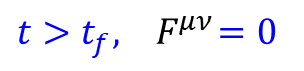 t > t_f, F^{μν} = 0